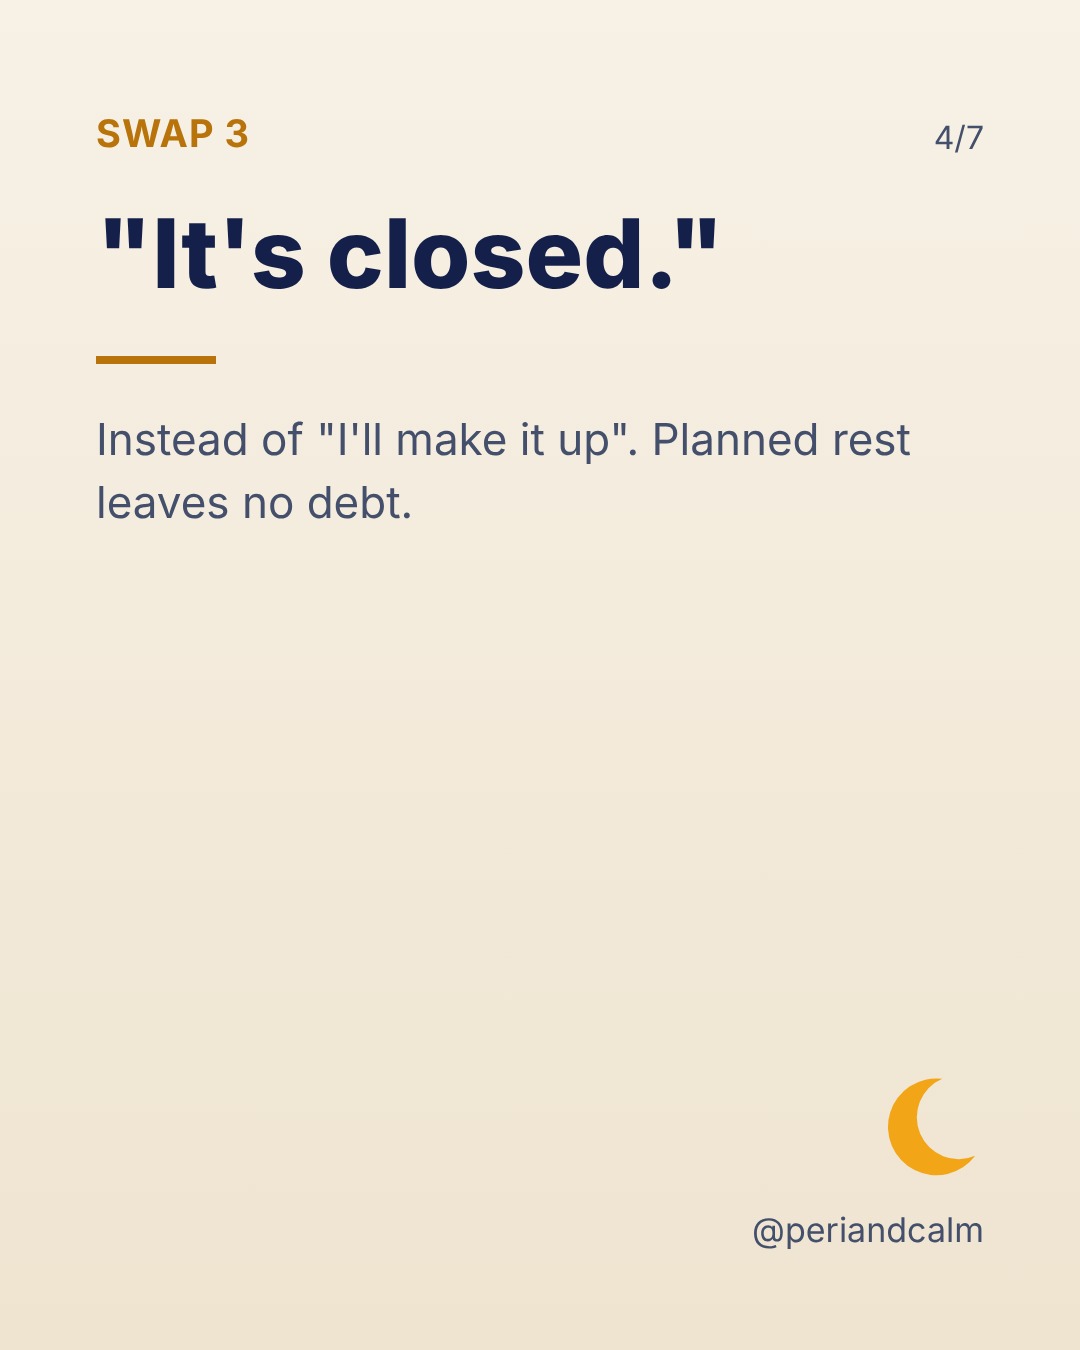 SWAP 3
4/7
"It's closed."
Instead of "I'll make it up". Planned rest
leaves no debt.
@periandcalm